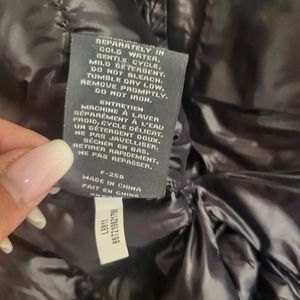 SEPARATELY IN
COLD WATER,
GENTLE CYCLE,
MILD DETERGENT.
DO NOT BLEACH.
TUMBLE DRY LOW,
REMOVE PROMPTLY.
DO NOT IRON.
ENTRETIEN
MACHINE À LAVER
SÉPARÉMENT À L'EAU
FROID, CYCLE DÉLICAT,
UN DÉTERGENT DOUX.
NE PAS JAVELLISER.
SÉCHER EN BAS,
RETIRER RAPIDEMENT.
NE PAS REPASSER.
F-258
MADE IN CHINA
FAIT EN CHINA